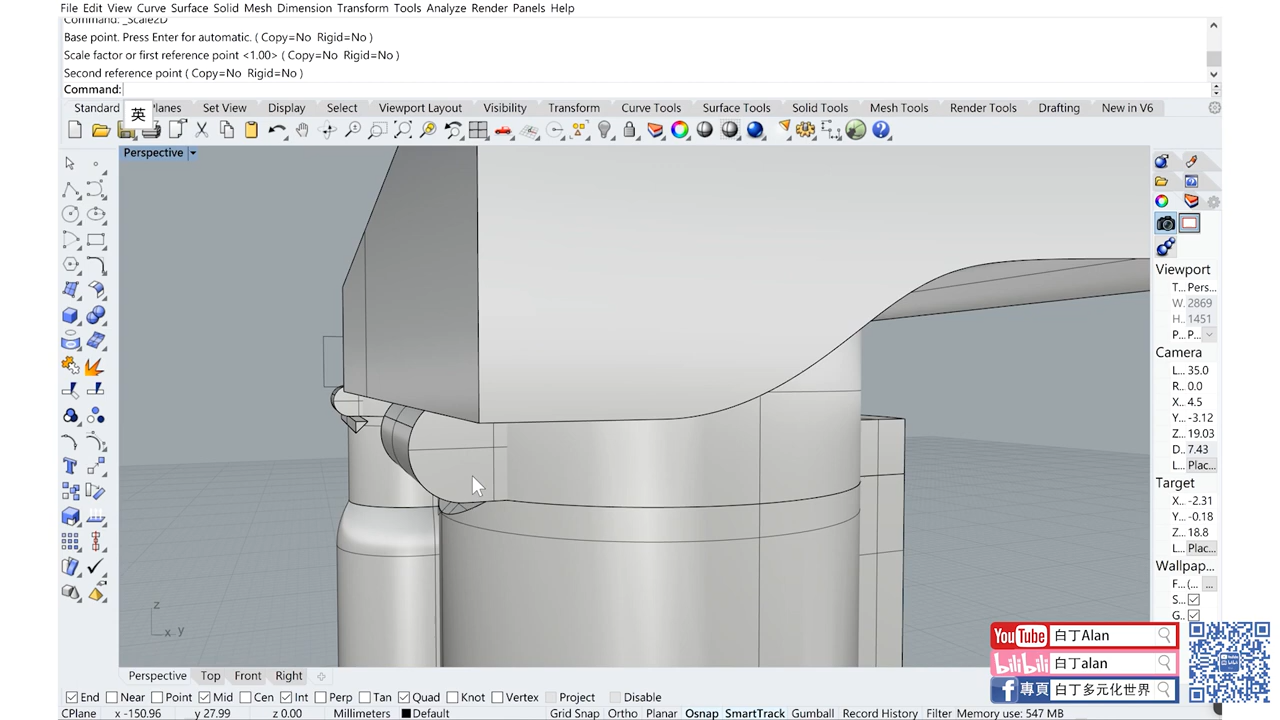 File Edit View Curve Surface Solid Mesh Dimension Transform Tools Analyze Render Panels Help
Command: _Scale2D
Base point. Press Enter for automatic. ( Copy=No Rigid=No )
Scale factor or first reference point <1.00> ( Copy=No Rigid=No )
Second reference point ( Copy=No Rigid=No )
Command:
Standard 英 Planes Set View Display Select Viewport Layout Visibility Transform Curve Tools Surface Tools Solid Tools Mesh Tools Render Tools Drafting New in V6
Perspective
Viewport
T... Pers...
W. 2869
H.. 1451
P... P...
Camera
L... 35.0
R.. 0.0
X... 4.5
Y... -3.12
Z... 19.03
D.. 7.43
L... Plac...
Target
X... -2.31
Y... -0.18
Z... 18.8
L... Plac...
Wallpap...
F... (... ...
S...
G..
z
x y
YouTube 白丁Alan
bilibili 白丁alan
f 專頁 白丁多元化世界
Perspective Top Front Right
End Near Point Mid Cen Int Perp Tan Quad Knot Vertex Project Disable
CPlane x -150.96 y 27.99 z 0.00 Millimeters Default Grid Snap Ortho Planar Osnap SmartTrack Gumball Record History Filter Memory use: 547 MB